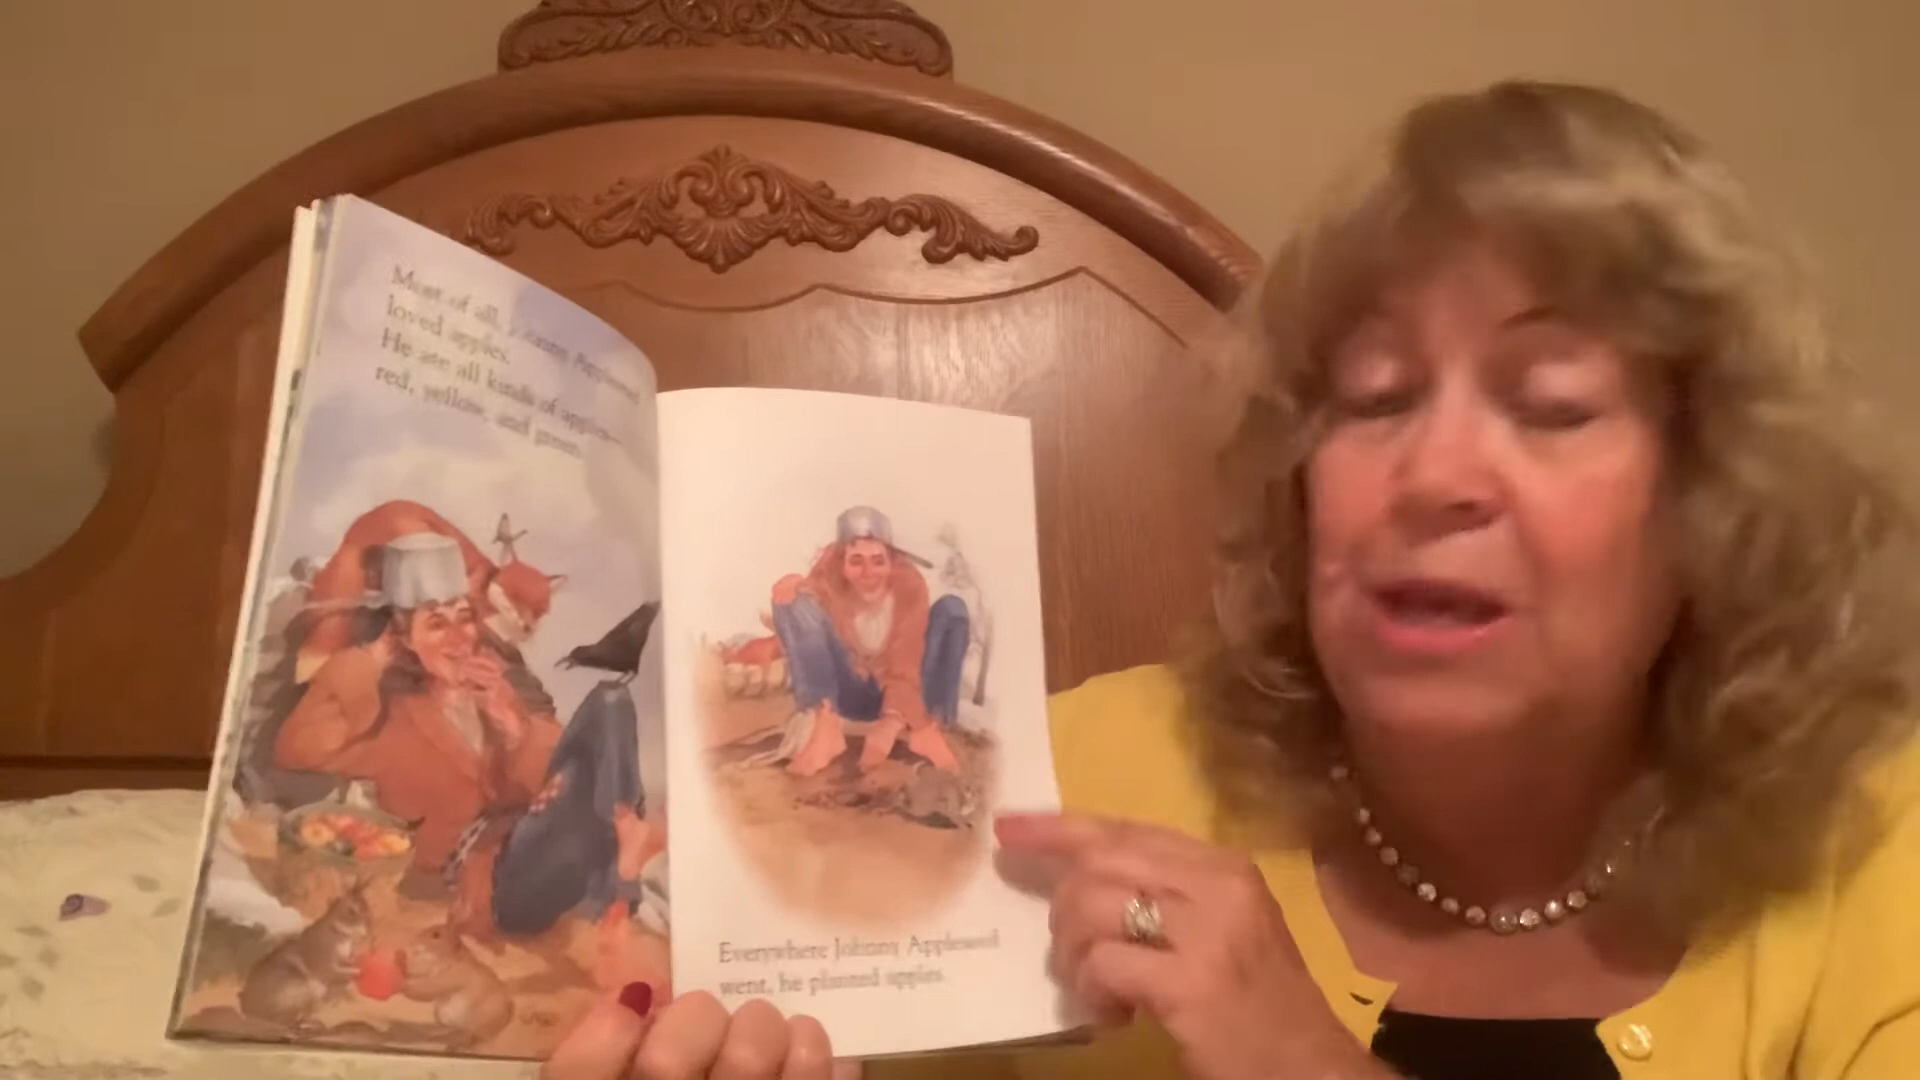 Most of all, Johnny Appleseed
loved apples.
He ate all kinds of apples—
red, yellow, and green.
Everywhere Johnny Appleseed
went, he planted apples.